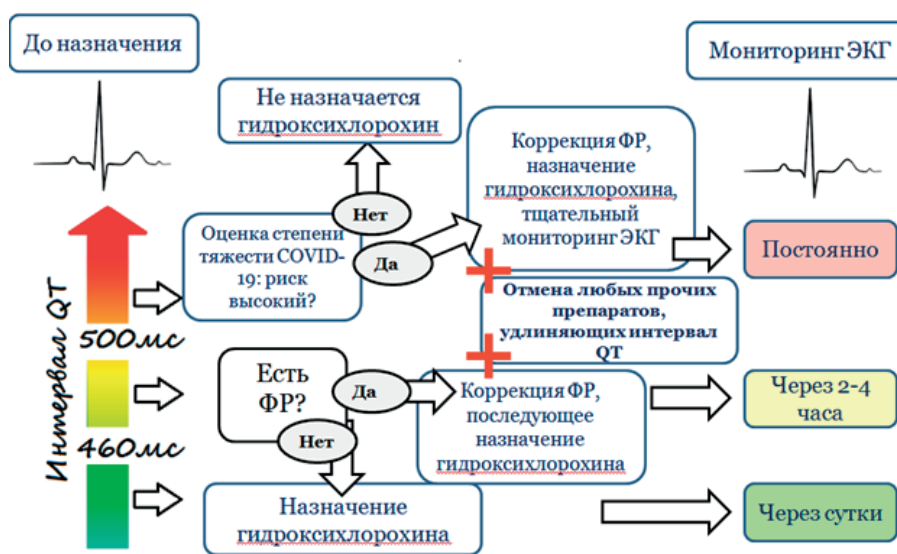 До назначения
Мониторинг ЭКГ
Не назначается
гидроксихлорохин
Коррекция ФР,
назначение
гидроксихлорохина,
тщательный
мониторинг ЭКГ
Нет
Оценка степени
тяжести COVID-
19: риск
высокий?
Да
Постоянно
Отмена любых прочих
препаратов,
удлиняющих интервал
QT
Интервал QT
500мс
Есть
ФР?
Да
Нет
Коррекция ФР,
последующее
назначение
гидроксихлорохина
Через 2-4
часа
460мс
Назначение
гидроксихлорохина
Через сутки